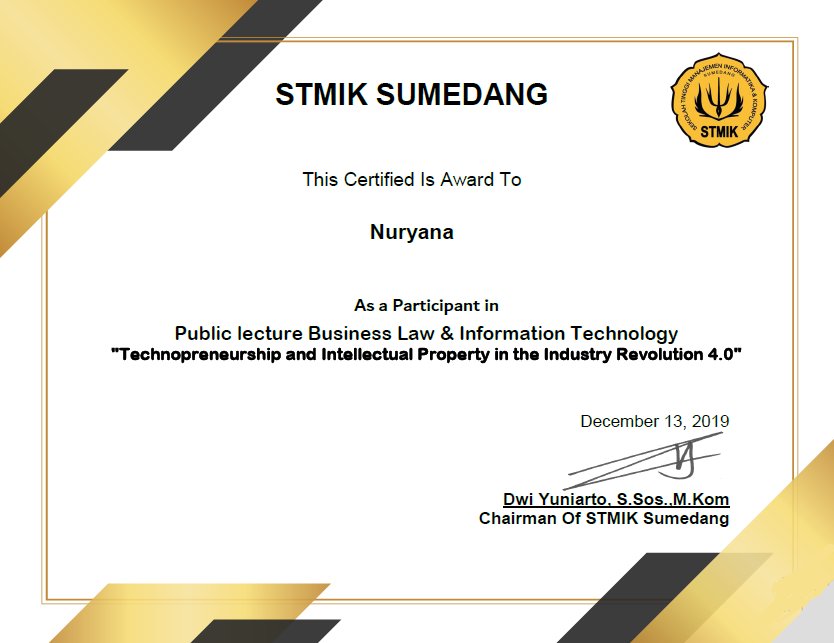 STMIK SUMEDANG
SEKOLAH TINGGI MANAJEMEN INFORMATIKA & KOMPUTER
SUMEDANG
STMIK
This Certified Is Award To
Nuryana
As a Participant in
Public lecture Business Law & Information Technology
"Technopreneurship and Intellectual Property in the Industry Revolution 4.0"
December 13, 2019
Dwi Yuniarto, S.Sos.,M.Kom
Chairman Of STMIK Sumedang